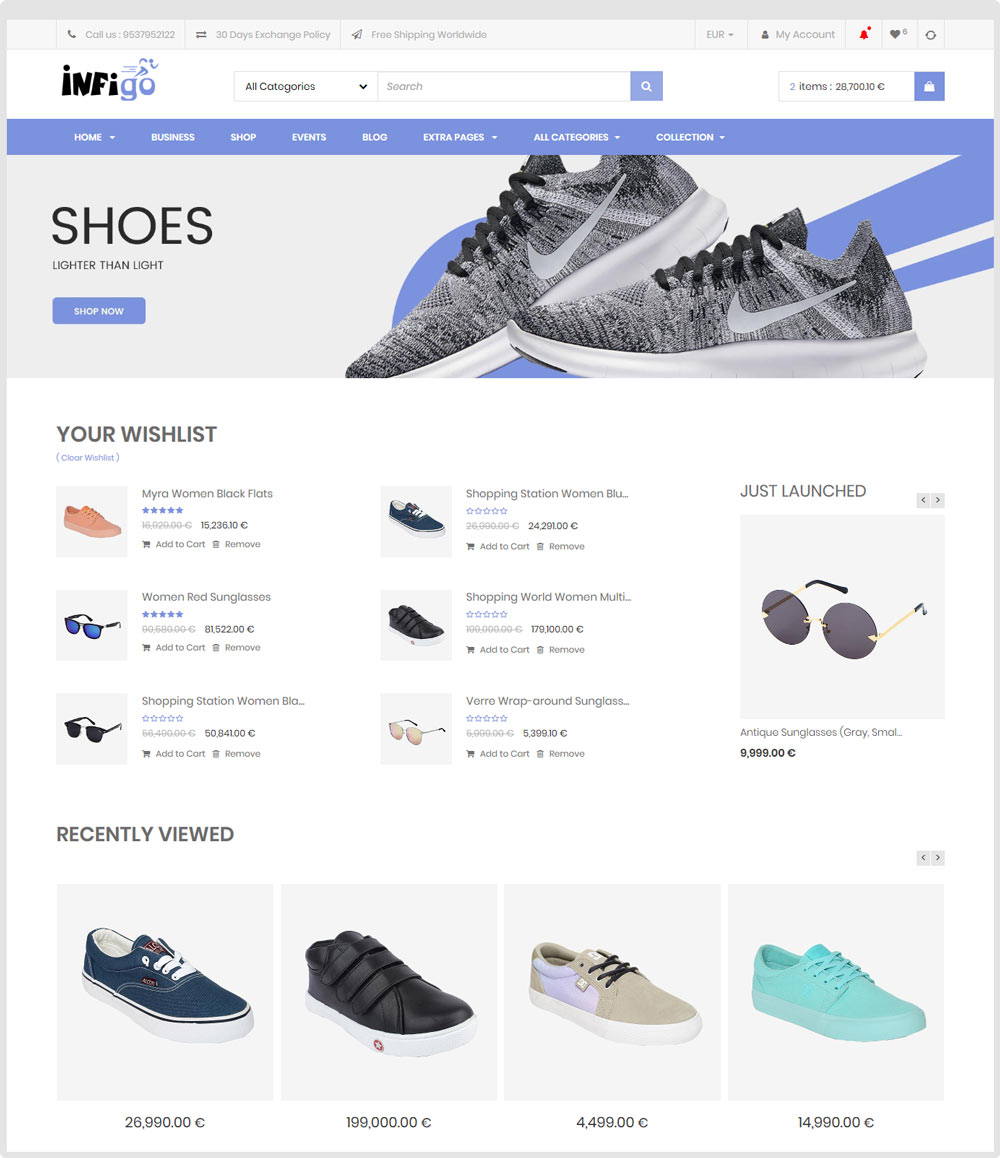 Call us : 9537952122
30 Days Exchange Policy
Free Shipping Worldwide
EUR
My Account
6
iNFigo
All Categories
Search
2 items : 28,700.10 €
HOME
BUSINESS
SHOP
EVENTS
BLOG
EXTRA PAGES
ALL CATEGORIES
COLLECTION
SHOES
LIGHTER THAN LIGHT
SHOP NOW
YOUR WISHLIST
( Clear Wishlist )
Myra Women Black Flats
16,929.00 € 15,236.10 €
Add to Cart Remove
Shopping Station Women Blu...
26,990.00 € 24,291.00 €
Add to Cart Remove
Women Red Sunglasses
90,580.00 € 81,522.00 €
Add to Cart Remove
Shopping World Women Multi...
199,000.00 € 179,100.00 €
Add to Cart Remove
Shopping Station Women Bla...
56,490.00 € 50,841.00 €
Add to Cart Remove
Verre Wrap-around Sunglass...
5,999.00 € 5,399.10 €
Add to Cart Remove
JUST LAUNCHED
Antique Sunglasses (Gray, Smal...
9,999.00 €
RECENTLY VIEWED
26,990.00 €
199,000.00 €
4,499.00 €
14,990.00 €